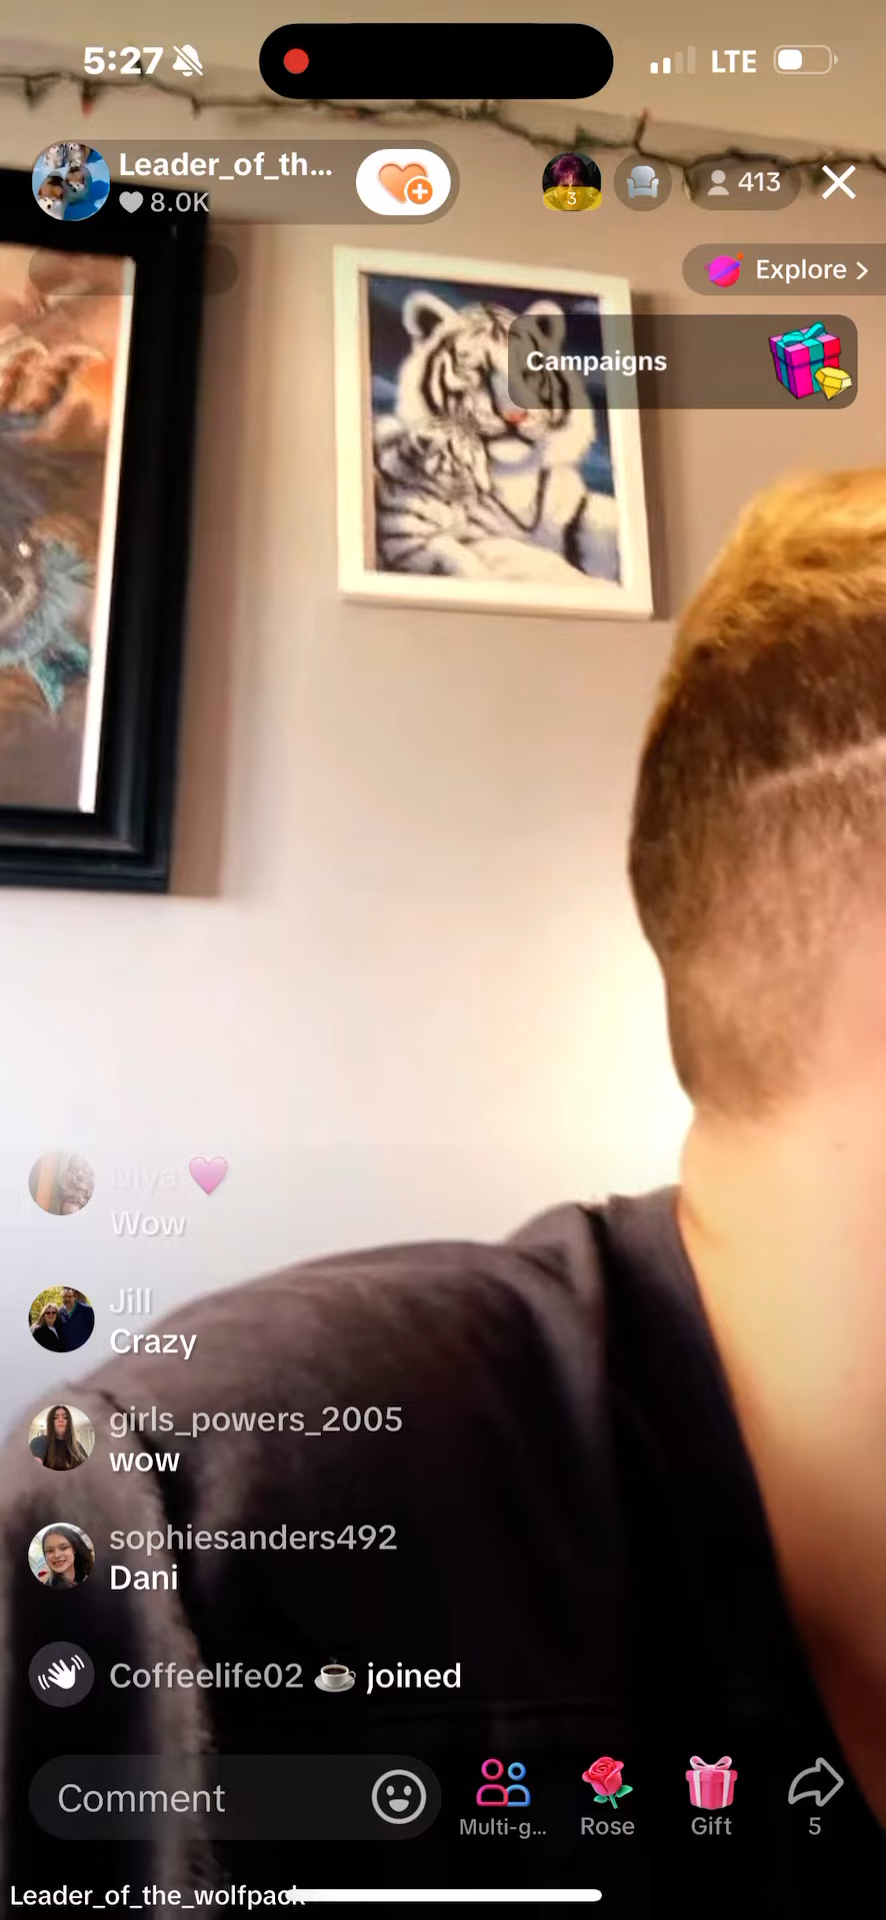 5:27
LTE
Leader_of_th...
8.0K
3
413
Explore >
Campaigns
Wow
Jill
Crazy
girls_powers_2005
wow
sophiesanders492
Dani
Coffeelife02 ☕ joined
Comment
Multi-g...
Rose
Gift
5
Leader_of_the_wolfpack